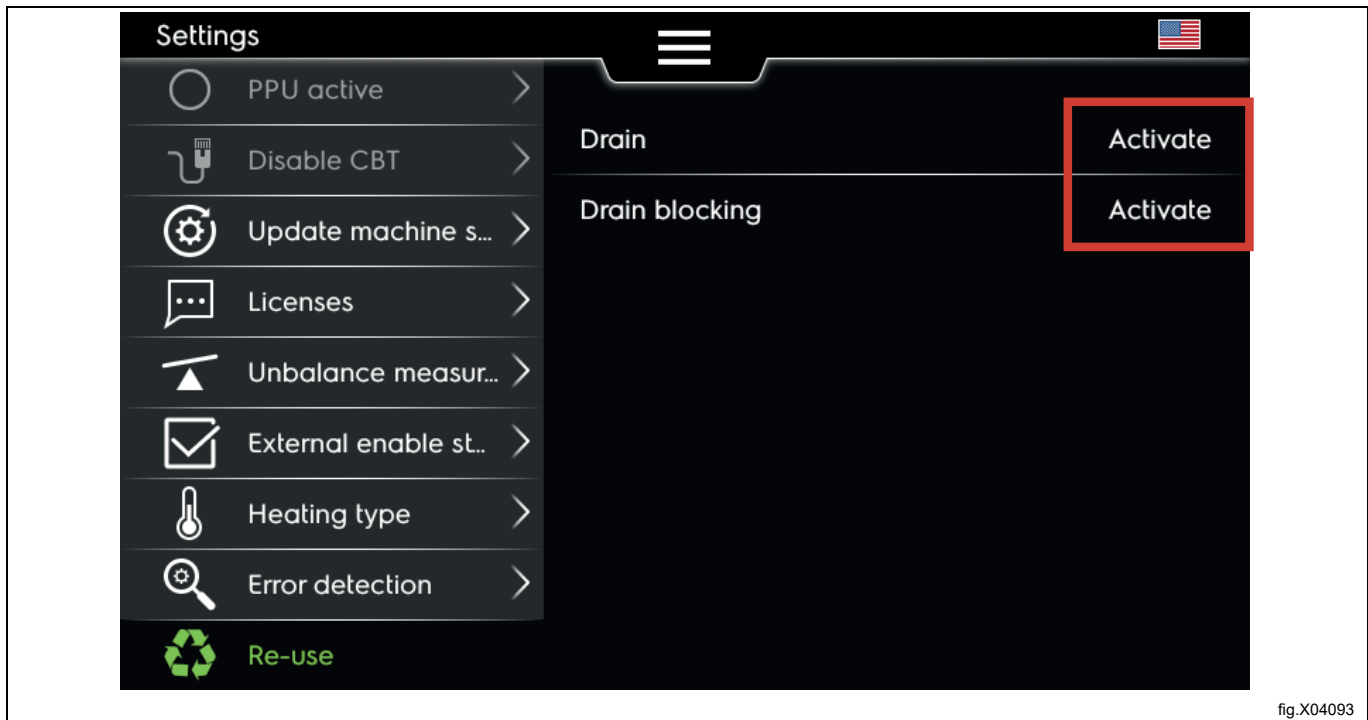 Settings
PPU active
Disable CBT
Update machine s...
Licenses
Unbalance measur...
External enable st...
Heating type
Error detection
Re-use
Drain Activate
Drain blocking Activate
fig.X04093